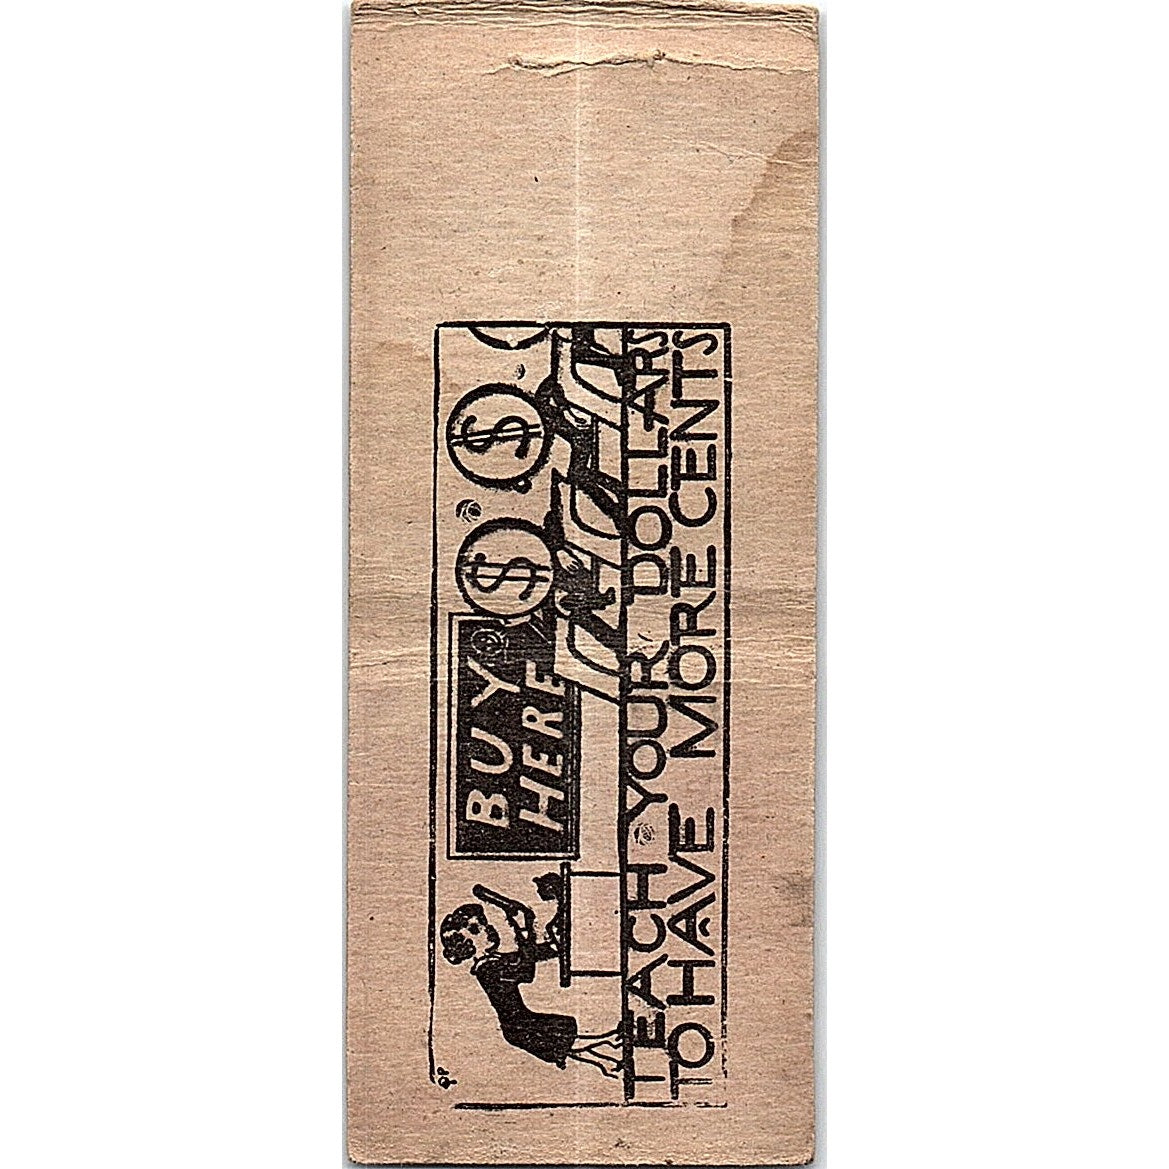 BUY
HERE
$ $
TEACH YOUR DOLLARS
TO HAVE MORE CENTS